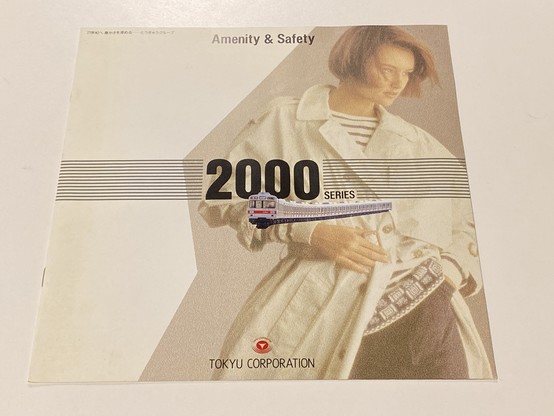 Amenity & Safety
2000
SERIES
TOKYU CORPORATION